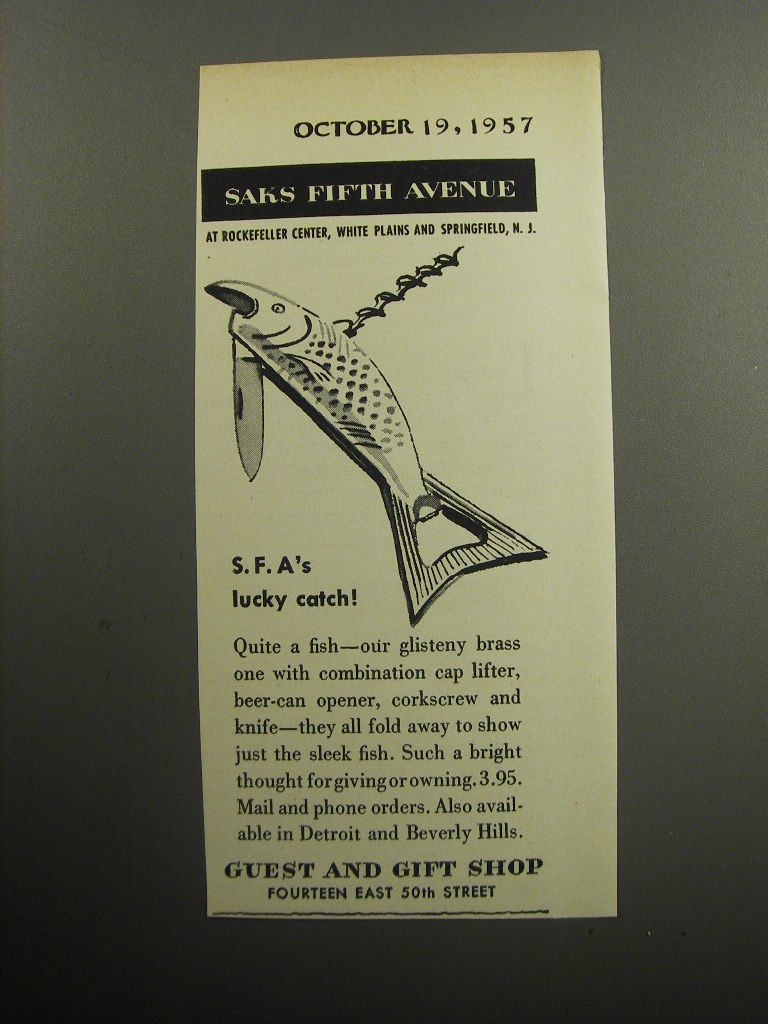 OCTOBER 19, 1957
SAKS FIFTH AVENUE
AT ROCKEFELLER CENTER, WHITE PLAINS AND SPRINGFIELD, N. J.
S. F. A's
lucky catch!
Quite a fish—our glisteny brass
one with combination cap lifter,
beer-can opener, corkscrew and
knife—they all fold away to show
just the sleek fish. Such a bright
thought for giving or owning. 3.95.
Mail and phone orders. Also avail-
able in Detroit and Beverly Hills.
GUEST AND GIFT SHOP
FOURTEEN EAST 50th STREET